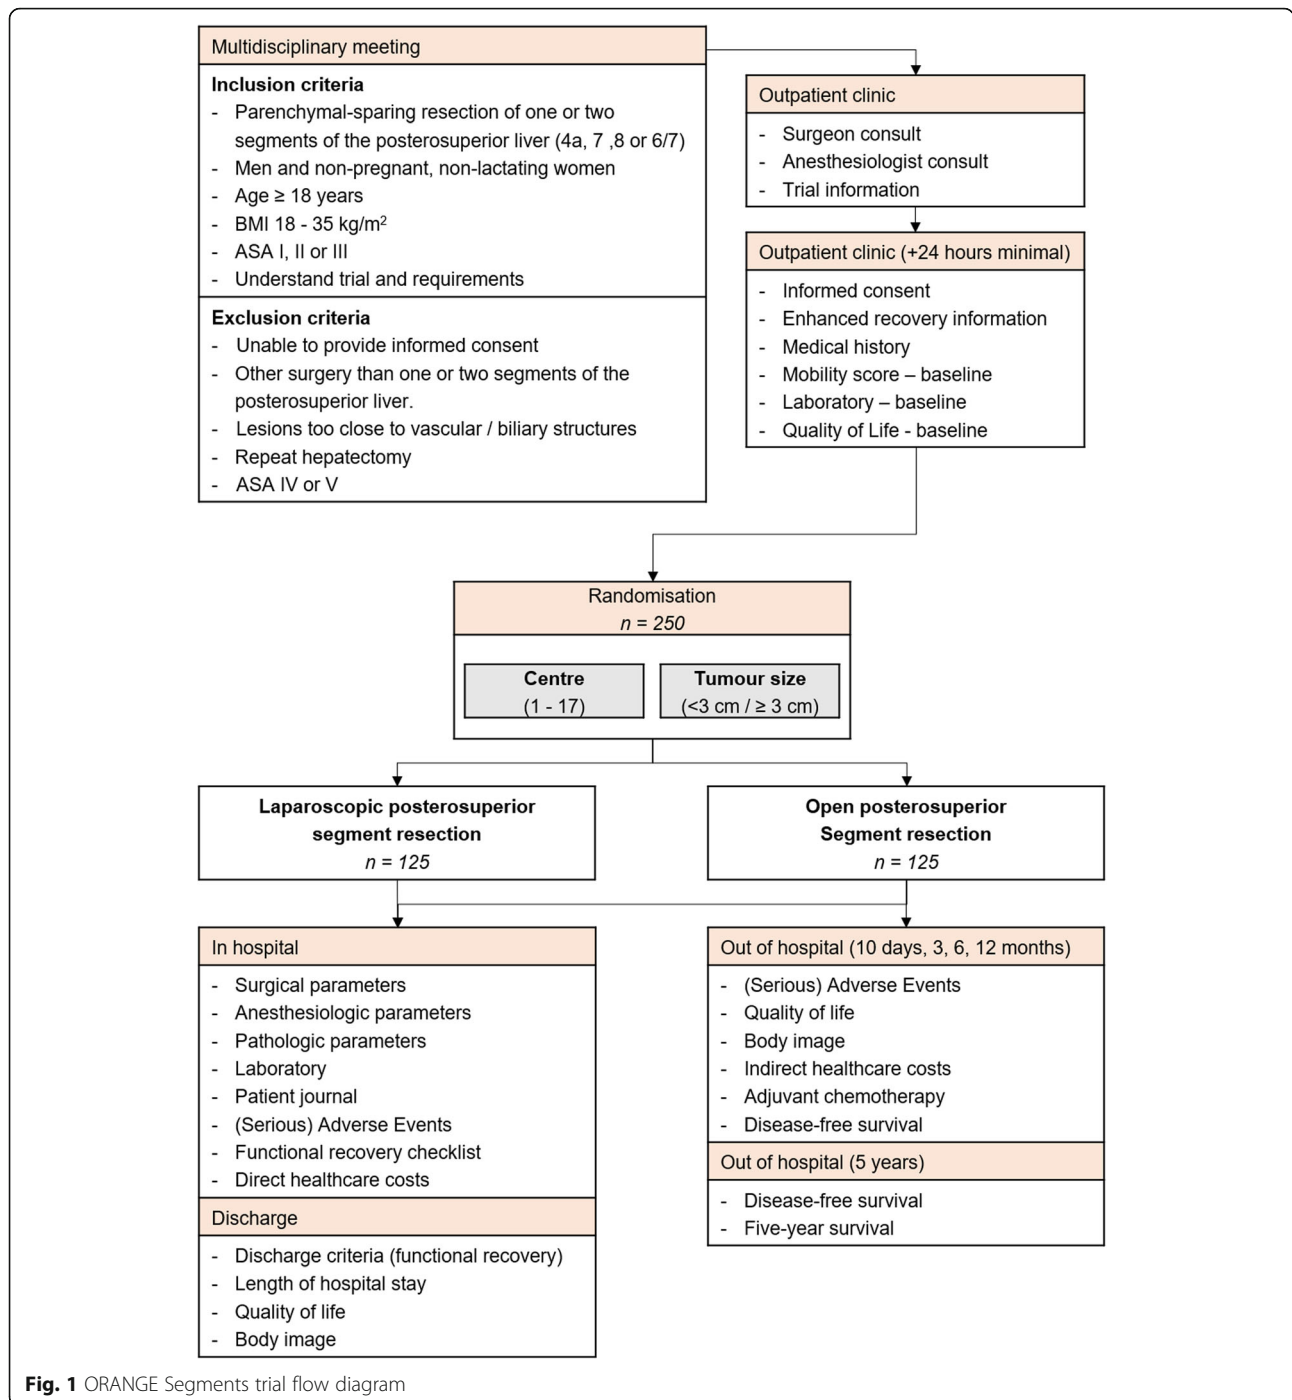 Multidisciplinary meeting
Inclusion criteria
- Parenchymal-sparing resection of one or two
segments of the posterosuperior liver (4a, 7 ,8 or 6/7)
- Men and non-pregnant, non-lactating women
- Age ≥ 18 years
- BMI 18 - 35 kg/m²
- ASA I, II or III
- Understand trial and requirements
Exclusion criteria
- Unable to provide informed consent
- Other surgery than one or two segments of the
posterosuperior liver.
- Lesions too close to vascular / biliary structures
- Repeat hepatectomy
- ASA IV or V
Outpatient clinic
- Surgeon consult
- Anesthesiologist consult
- Trial information
Outpatient clinic (+24 hours minimal)
- Informed consent
- Enhanced recovery information
- Medical history
- Mobility score – baseline
- Laboratory – baseline
- Quality of Life - baseline
Randomisation
n = 250
Centre
(1 - 17)
Tumour size
(<3 cm / ≥ 3 cm)
Laparoscopic posterosuperior
segment resection
n = 125
Open posterosuperior
Segment resection
n = 125
In hospital
- Surgical parameters
- Anesthesiologic parameters
- Pathologic parameters
- Laboratory
- Patient journal
- (Serious) Adverse Events
- Functional recovery checklist
- Direct healthcare costs
Discharge
- Discharge criteria (functional recovery)
- Length of hospital stay
- Quality of life
- Body image
Out of hospital (10 days, 3, 6, 12 months)
- (Serious) Adverse Events
- Quality of life
- Body image
- Indirect healthcare costs
- Adjuvant chemotherapy
- Disease-free survival
Out of hospital (5 years)
- Disease-free survival
- Five-year survival
Fig. 1 ORANGE Segments trial flow diagram